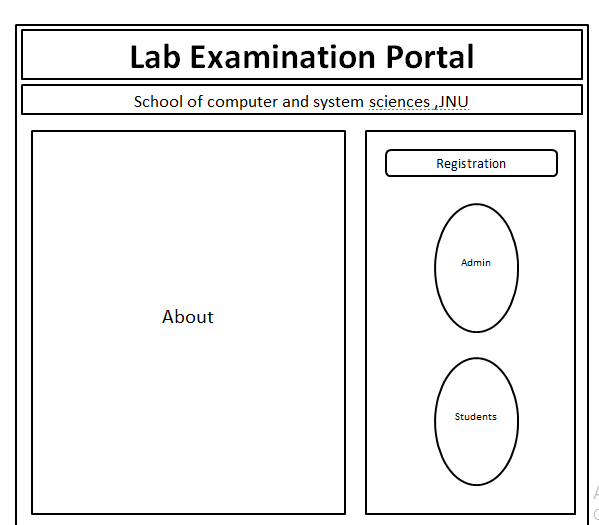 Lab Examination Portal
School of computer and system sciences ,JNU
Registration
Admin
About
Students